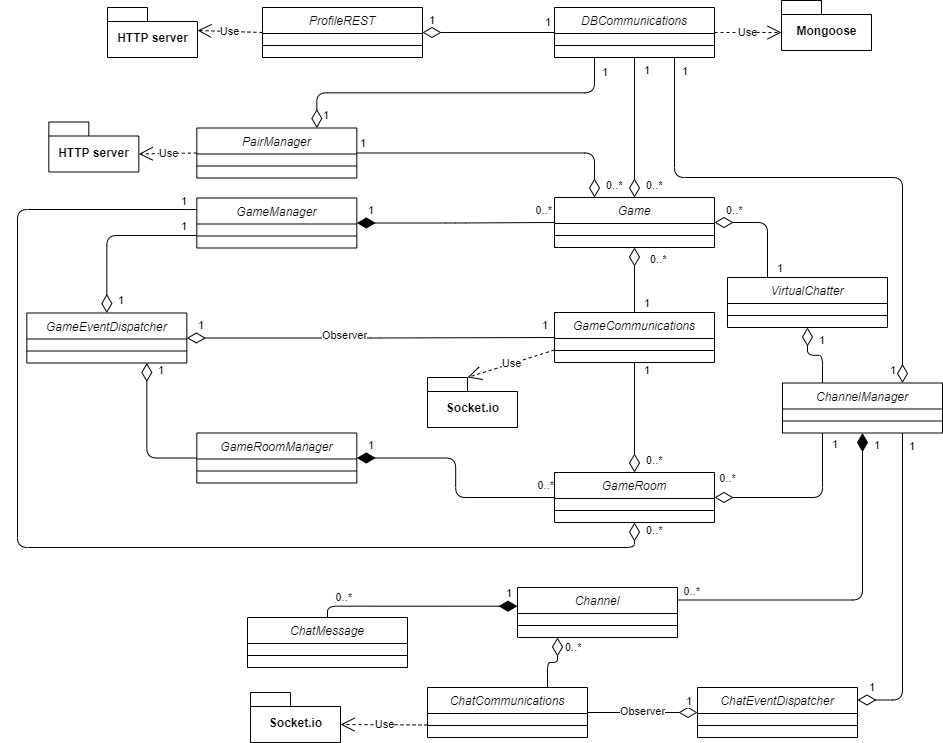 HTTP server
Use
ProfileREST
1
1
DBCommunications
Use
Mongoose
1
1
1
1
HTTP server
Use
PairManager
1
0..*
0..*
1
GameManager
1
0..*
Game
0..*
1
0..*
1
VirtualChatter
1
GameEventDispatcher
1
Observer
1
1
GameCommunications
1
Use
1
1
1
Socket.io
ChannelManager
GameRoomManager
1
1
1
1
0..*
0..*
0..*
GameRoom
0..*
0..*
1
Channel
0..*
ChatMessage
0..*
1
ChatCommunications
Observer
1
ChatEventDispatcher
Socket.io
Use